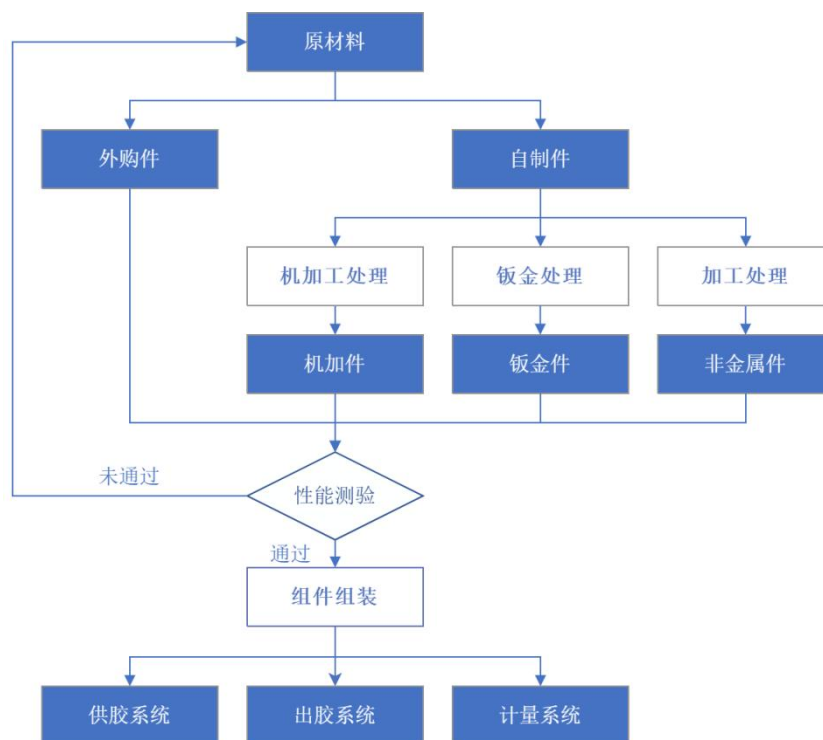 原材料
外购件
自制件
机加工处理
钣金处理
加工处理
机加件
钣金件
非金属件
未通过
性能测验
通过
组件组装
供胶系统
出胶系统
计量系统